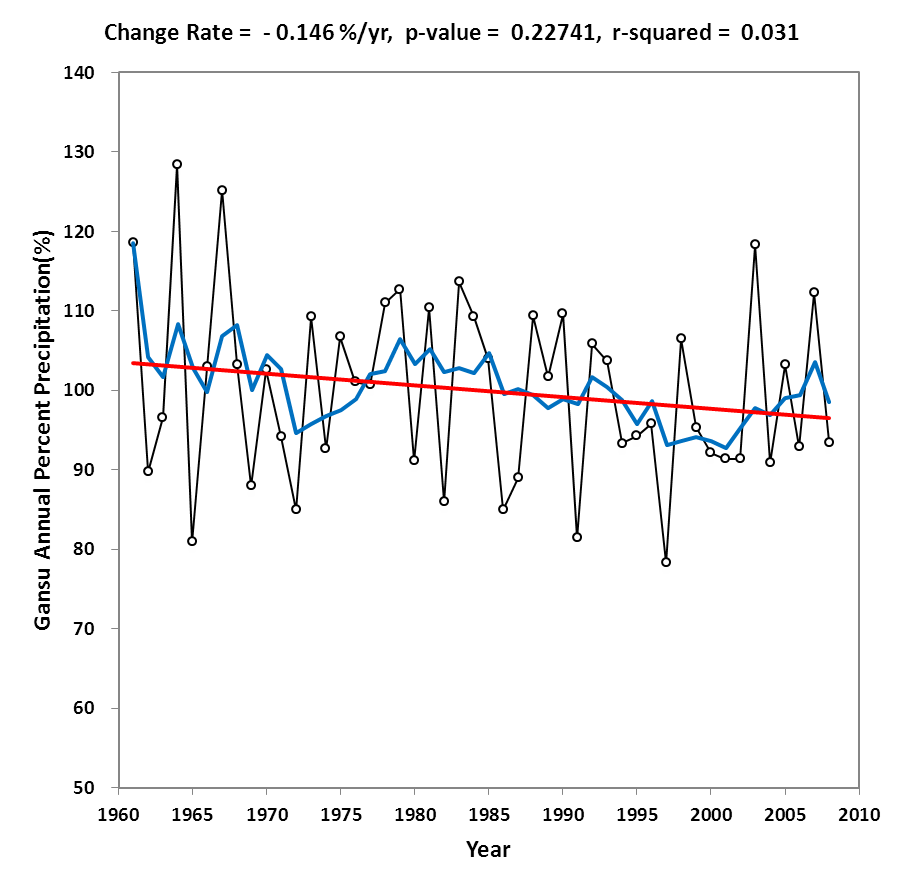 Change Rate = - 0.146 %/yr, p-value = 0.22741, r-squared = 0.031
140
130
120
110
100
90
80
70
60
50
Gansu Annual Percent Precipitation(%)
1960 1965 1970 1975 1980 1985 1990 1995 2000 2005 2010
Year